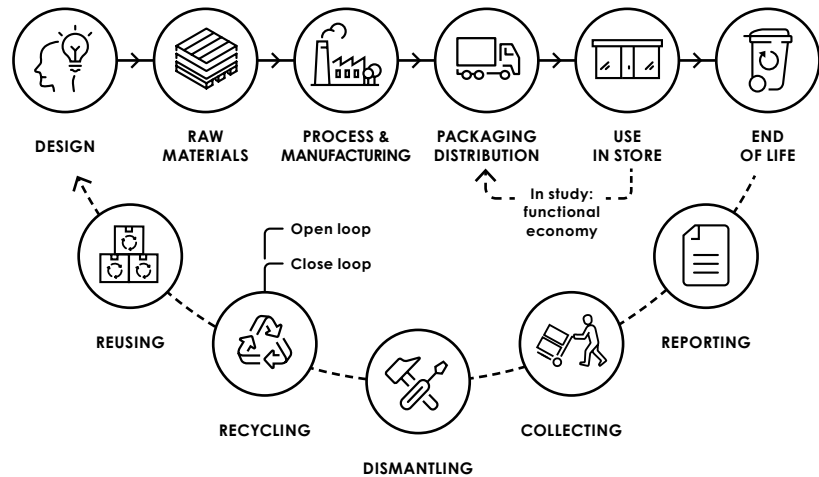 DESIGN
RAW
MATERIALS
PROCESS &
MANUFACTURING
PACKAGING
DISTRIBUTION
USE
IN STORE
END
OF LIFE
In study:
functional
economy
Open loop
Close loop
REUSING
RECYCLING
DISMANTLING
COLLECTING
REPORTING